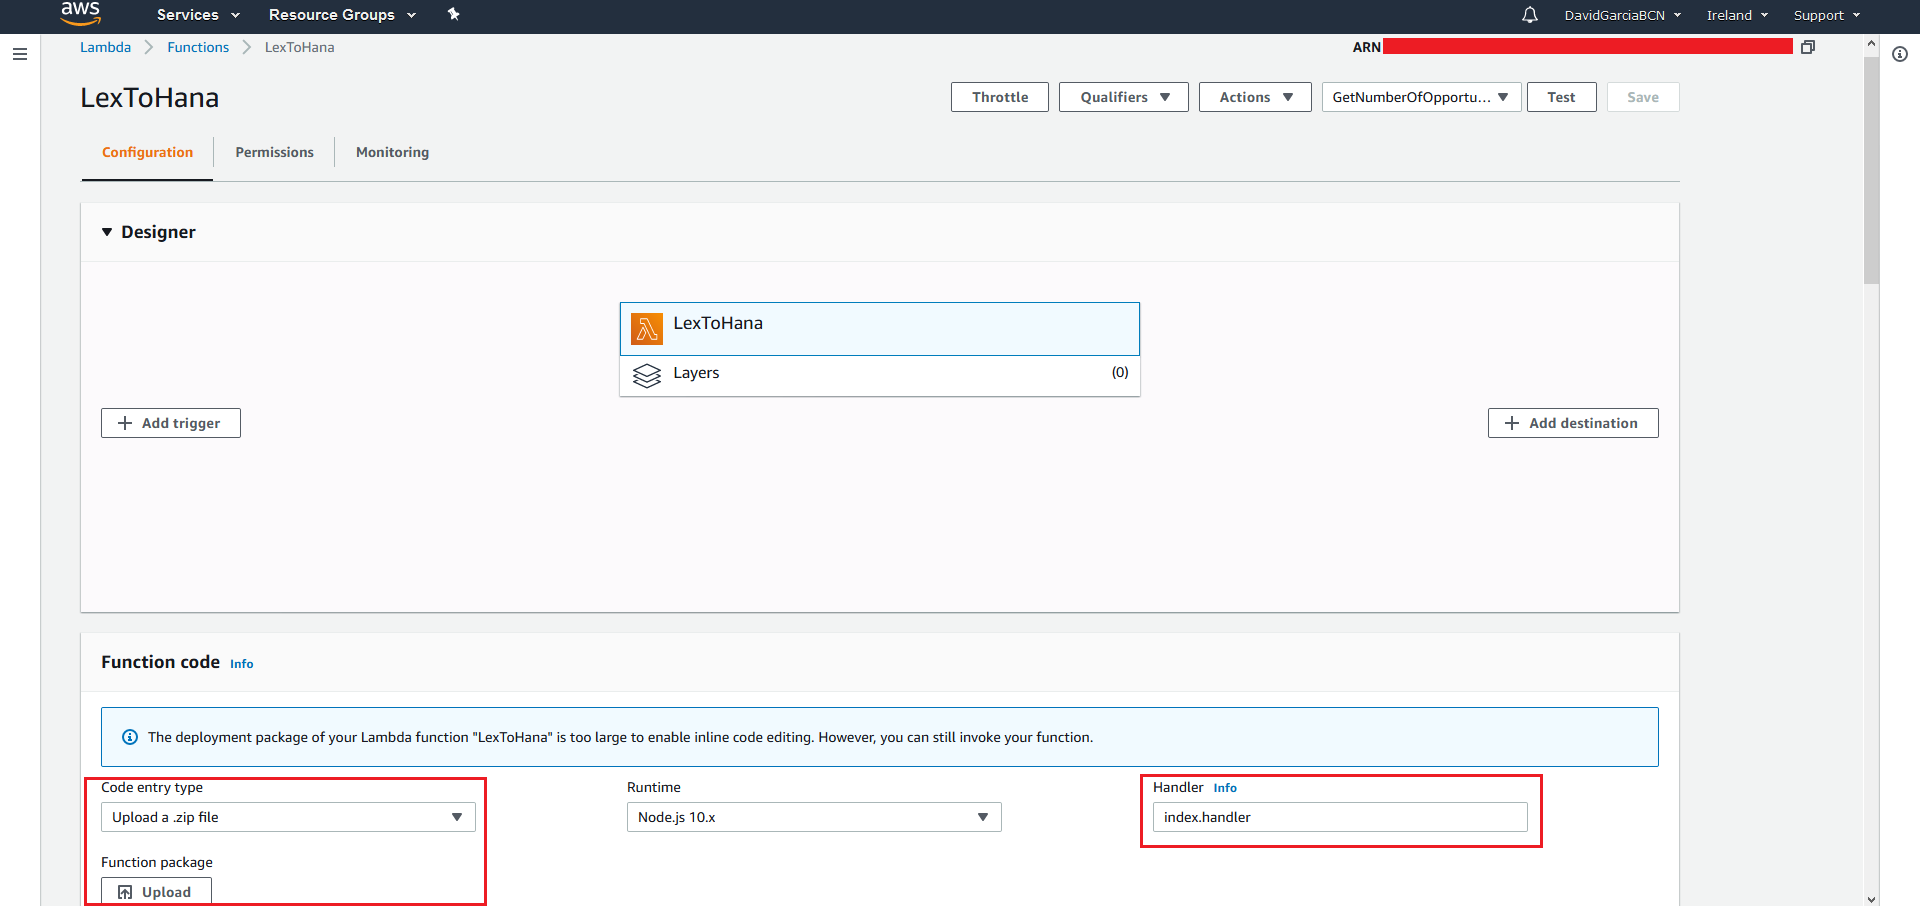 aws Services Resource Groups DavidGarciaBCN Ireland Support
Lambda Functions LexToHana ARN
LexToHana Throttle Qualifiers Actions GetNumberOfOpportu... Test Save
Configuration Permissions Monitoring
Designer
LexToHana
Layers (0)
Add trigger Add destination
Function code Info
The deployment package of your Lambda function "LexToHana" is too large to enable inline code editing. However, you can still invoke your function.
Code entry type Runtime Handler Info
Upload a .zip file Node.js 10.x index.handler
Function package
Upload